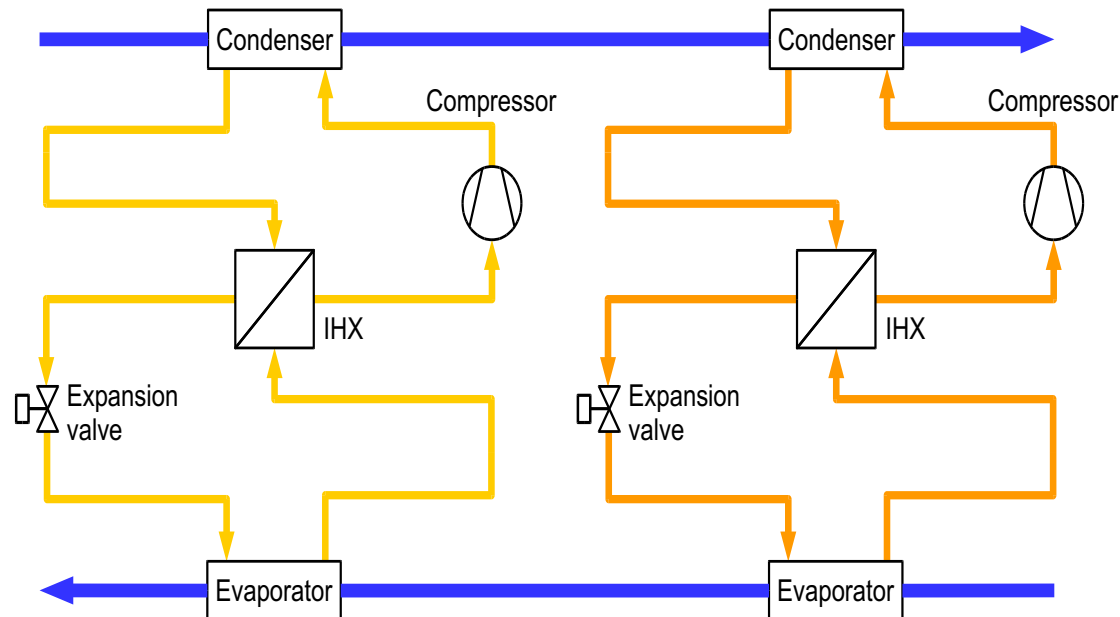 Condenser
Condenser
Compressor
Compressor
IHX
IHX
Expansion
valve
Expansion
valve
Evaporator
Evaporator